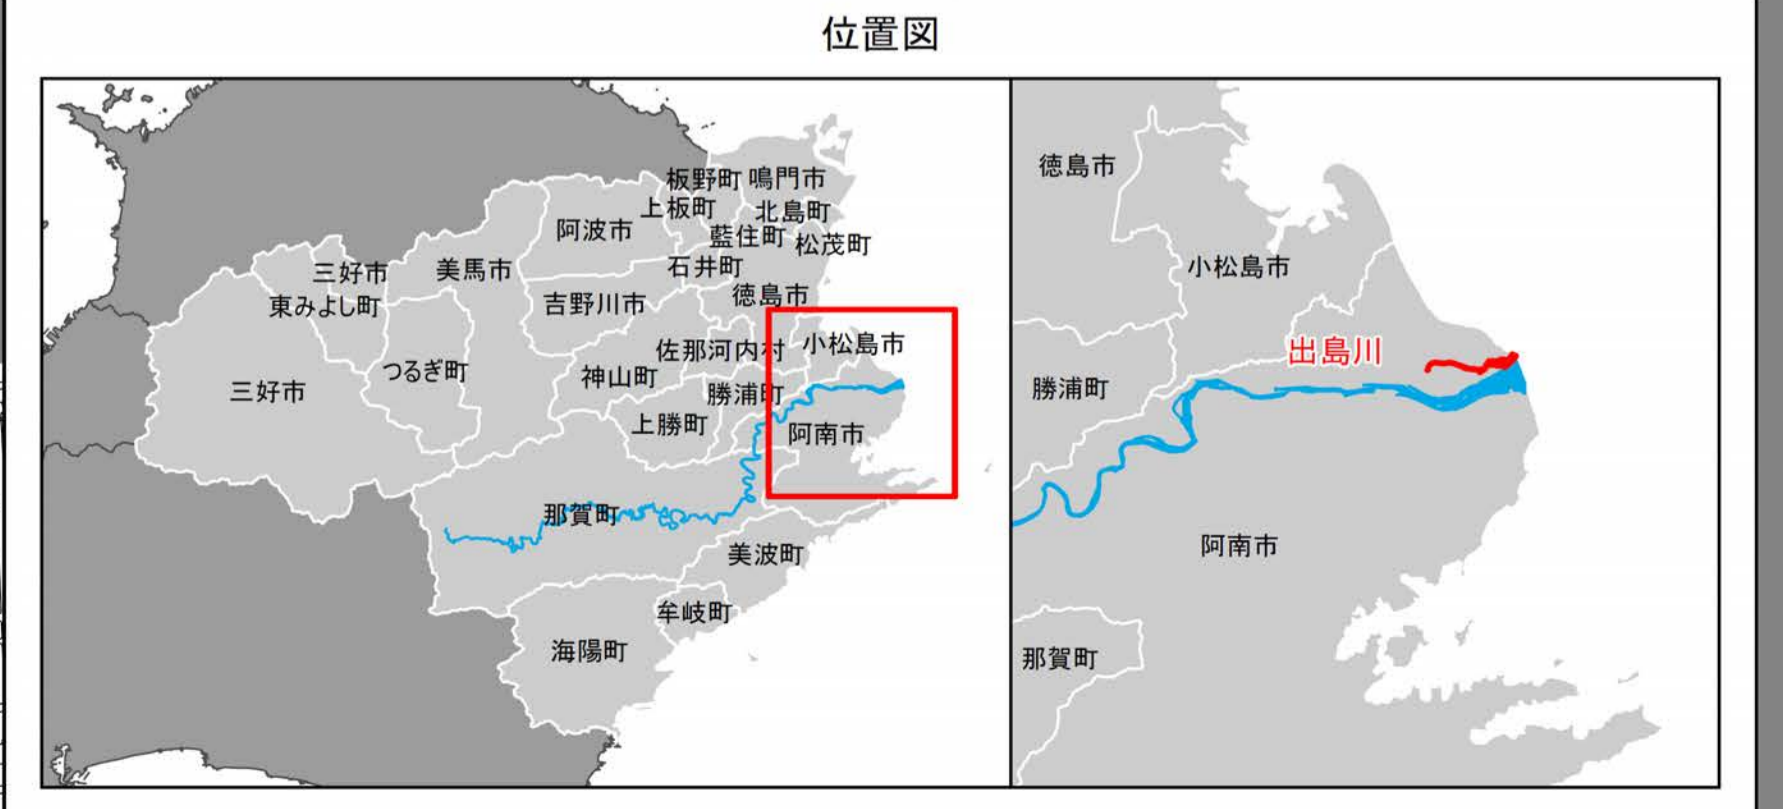 位置図
板野町
鳴門市
上板町
北島町
阿波市
藍住町
松茂町
石井町
三好市
美馬市
東みよし町
吉野川市
徳島市
佐那河内村
小松島市
つるぎ町
神山町
三好市
勝浦町
上勝町
阿南市
那賀町
美波町
牟岐町
海陽町
徳島市
小松島市
出島川
勝浦町
阿南市
那賀町